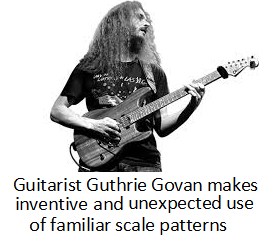 Guitarist Guthrie Govan makes
inventive and unexpected use
of familiar scale patterns